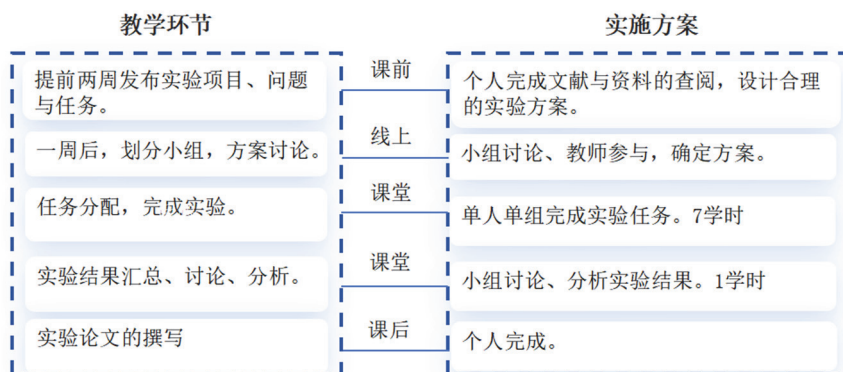 教学环节
实施方案
提前两周发布实验项目、问题
与任务。
课前
个人完成文献与资料的查阅，设计合理
的实验方案。
一周后，划分小组，方案讨论。
线上
小组讨论、教师参与，确定方案。
任务分配，完成实验。
课堂
单人单组完成实验任务。7学时
实验结果汇总、讨论、分析。
课堂
小组讨论、分析实验结果。1学时
实验论文的撰写
课后
个人完成。